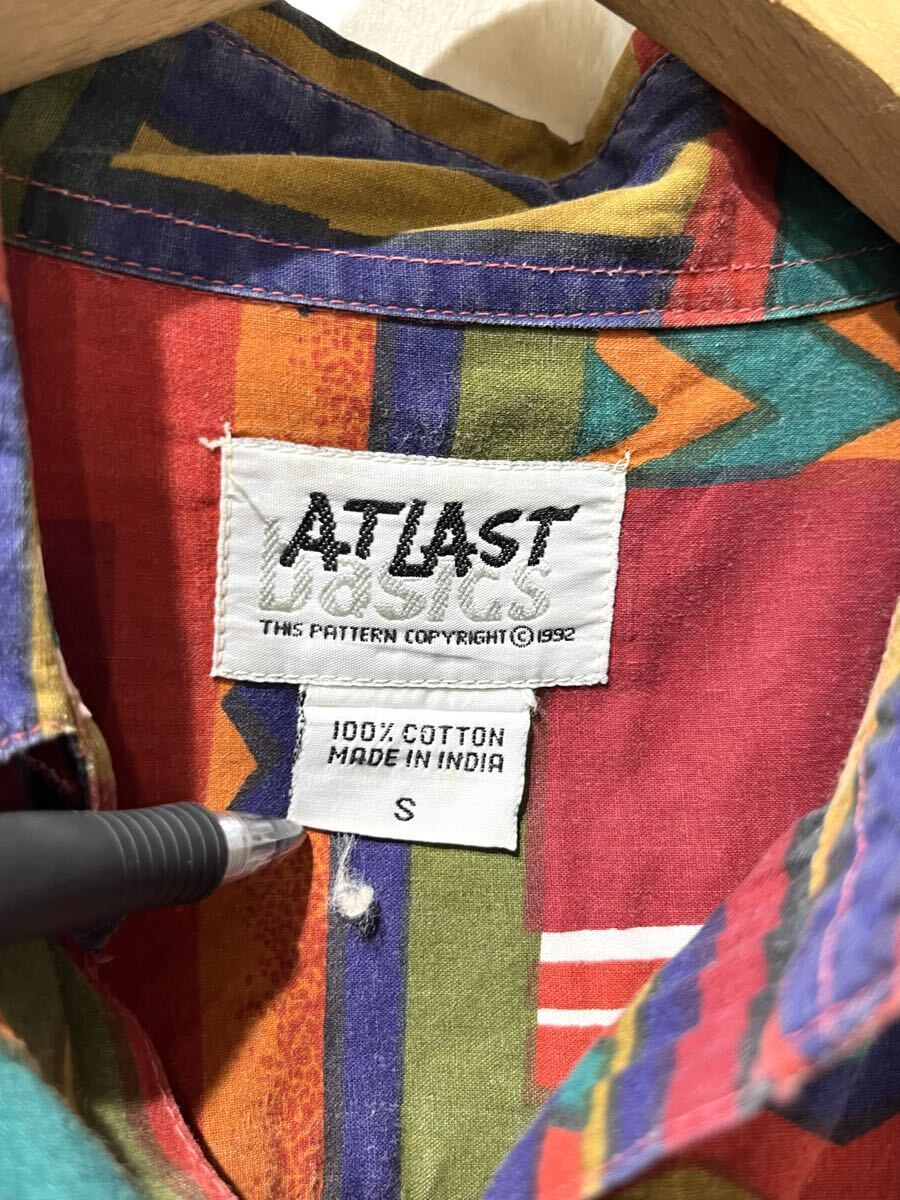 ATLAST
basics
THIS PATTERN COPYRIGHT © 1992
100% COTTON
MADE IN INDIA
S